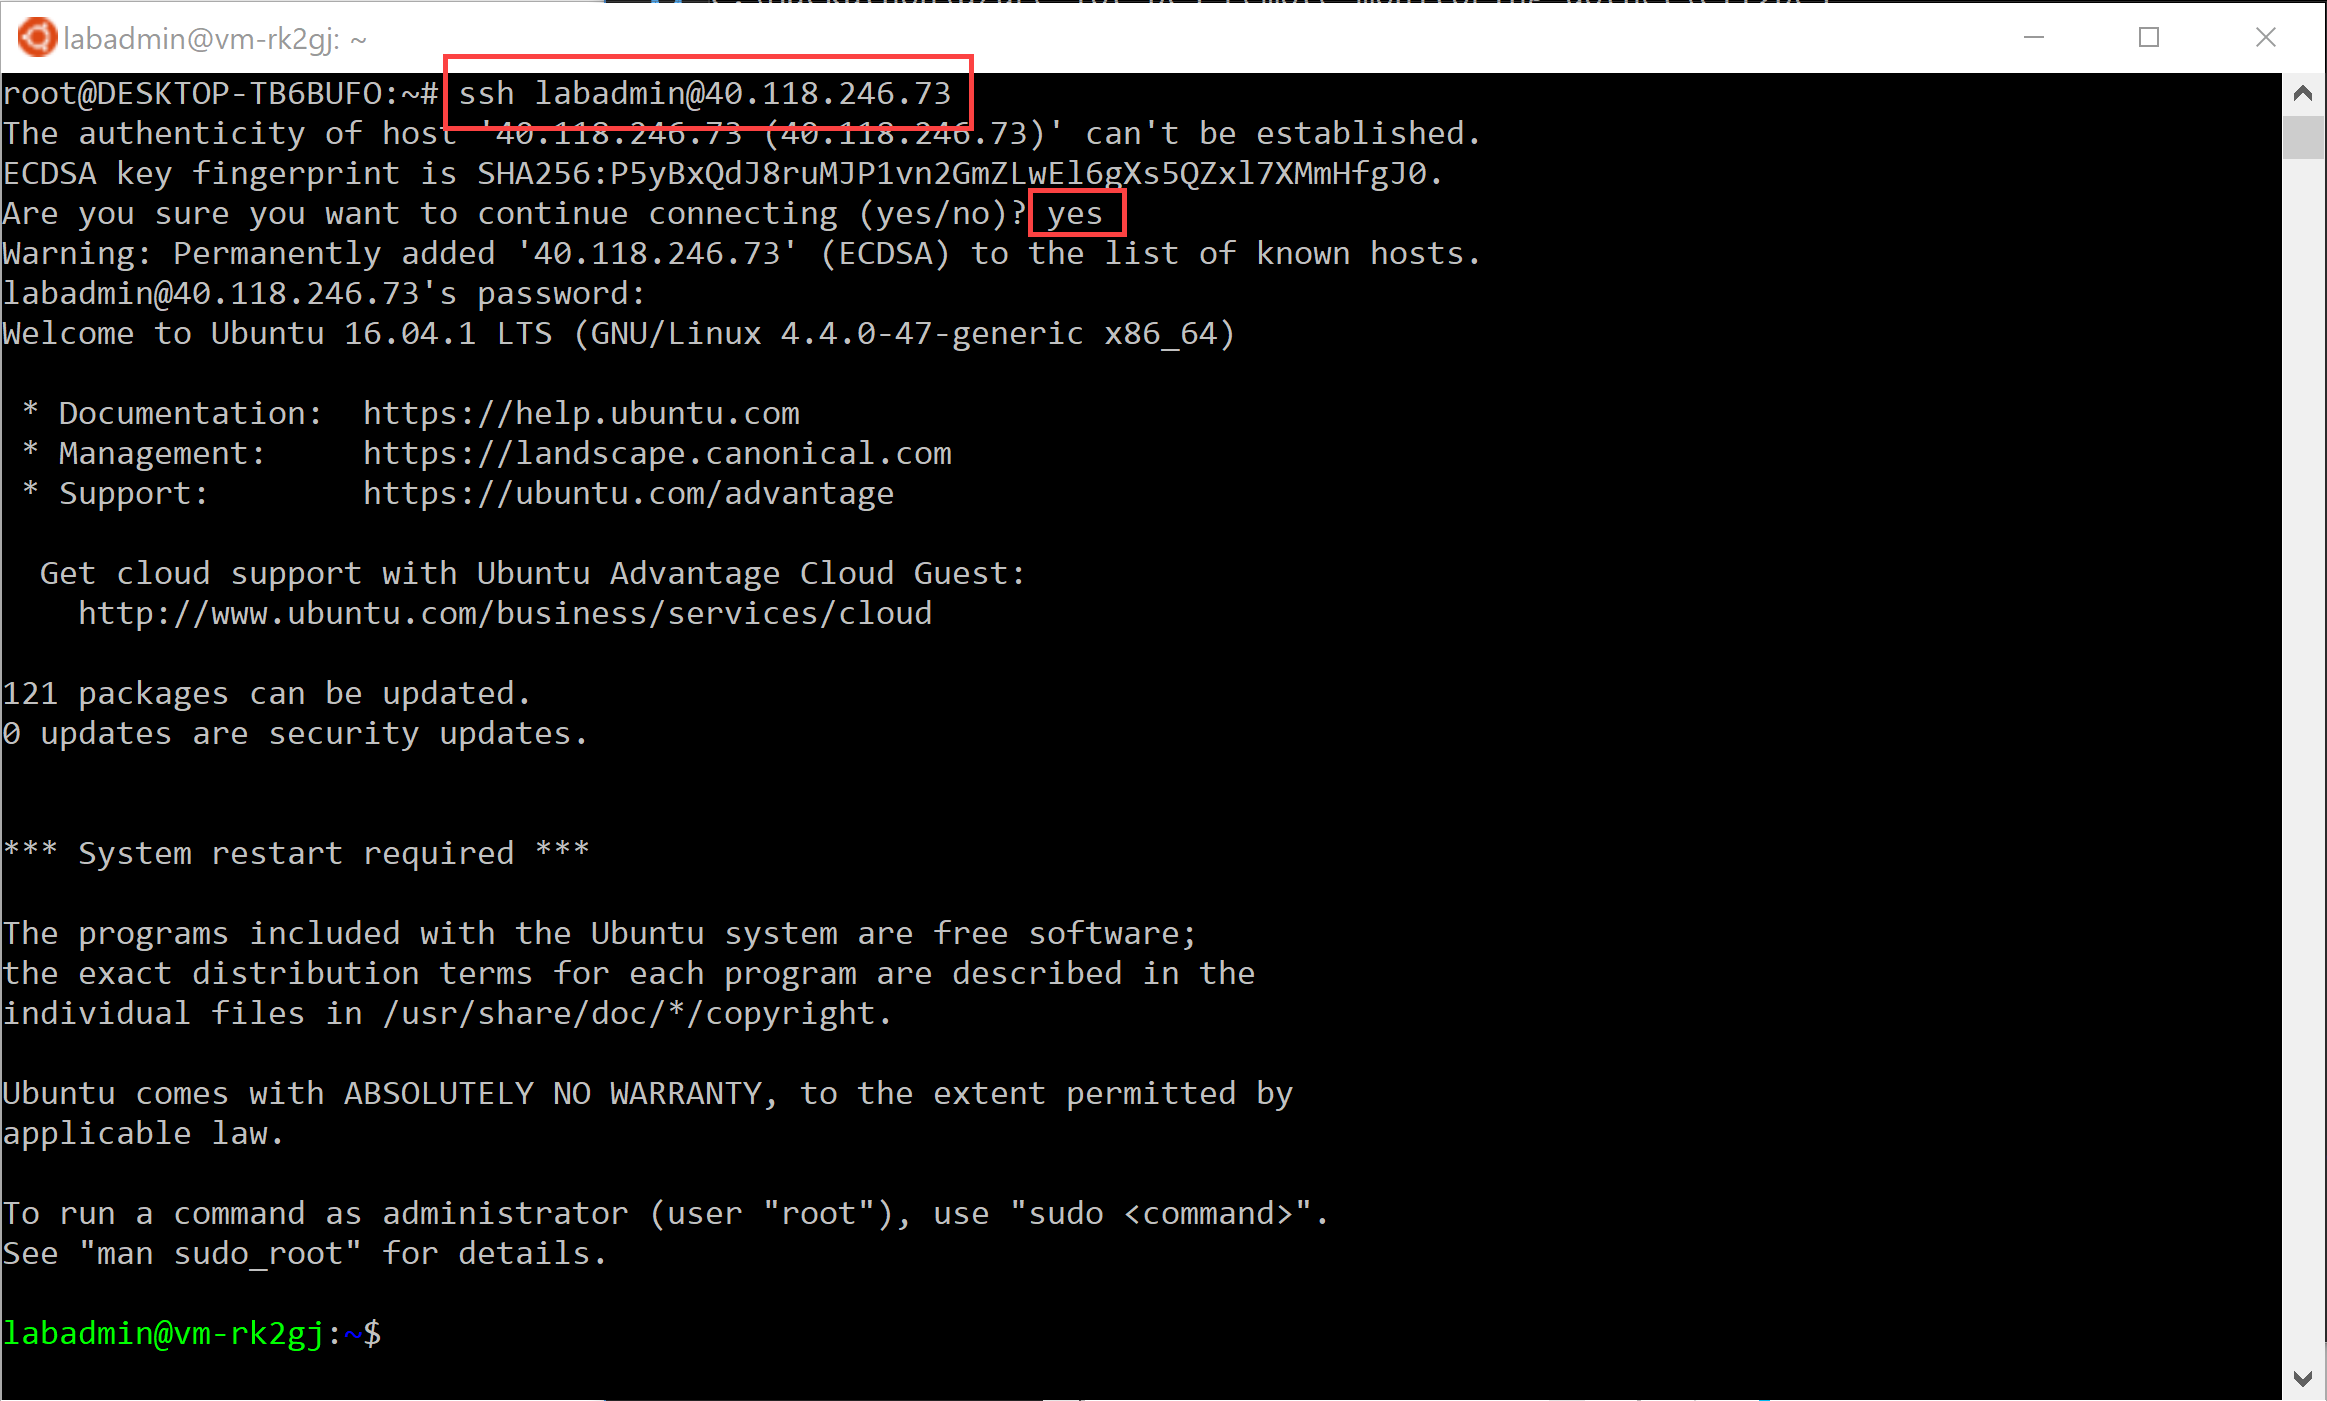 labadmin@vm-rk2gj: ~
root@DESKTOP-TB6BUFO:~# ssh labadmin@40.118.246.73
The authenticity of host '40.118.246.73 (40.118.246.73)' can't be established.
ECDSA key fingerprint is SHA256:P5yBxQdJ8ruMJP1vn2GmZLwEl6gXs5QZxl7XMmHfgJ0.
Are you sure you want to continue connecting (yes/no)? yes
Warning: Permanently added '40.118.246.73' (ECDSA) to the list of known hosts.
labadmin@40.118.246.73's password:
Welcome to Ubuntu 16.04.1 LTS (GNU/Linux 4.4.0-47-generic x86_64)
* Documentation:  https://help.ubuntu.com
* Management:     https://landscape.canonical.com
* Support:        https://ubuntu.com/advantage
Get cloud support with Ubuntu Advantage Cloud Guest:
http://www.ubuntu.com/business/services/cloud
121 packages can be updated.
0 updates are security updates.
*** System restart required ***
The programs included with the Ubuntu system are free software;
the exact distribution terms for each program are described in the
individual files in /usr/share/doc/*/copyright.
Ubuntu comes with ABSOLUTELY NO WARRANTY, to the extent permitted by
applicable law.
To run a command as administrator (user "root"), use "sudo <command>".
See "man sudo_root" for details.
labadmin@vm-rk2gj:~$